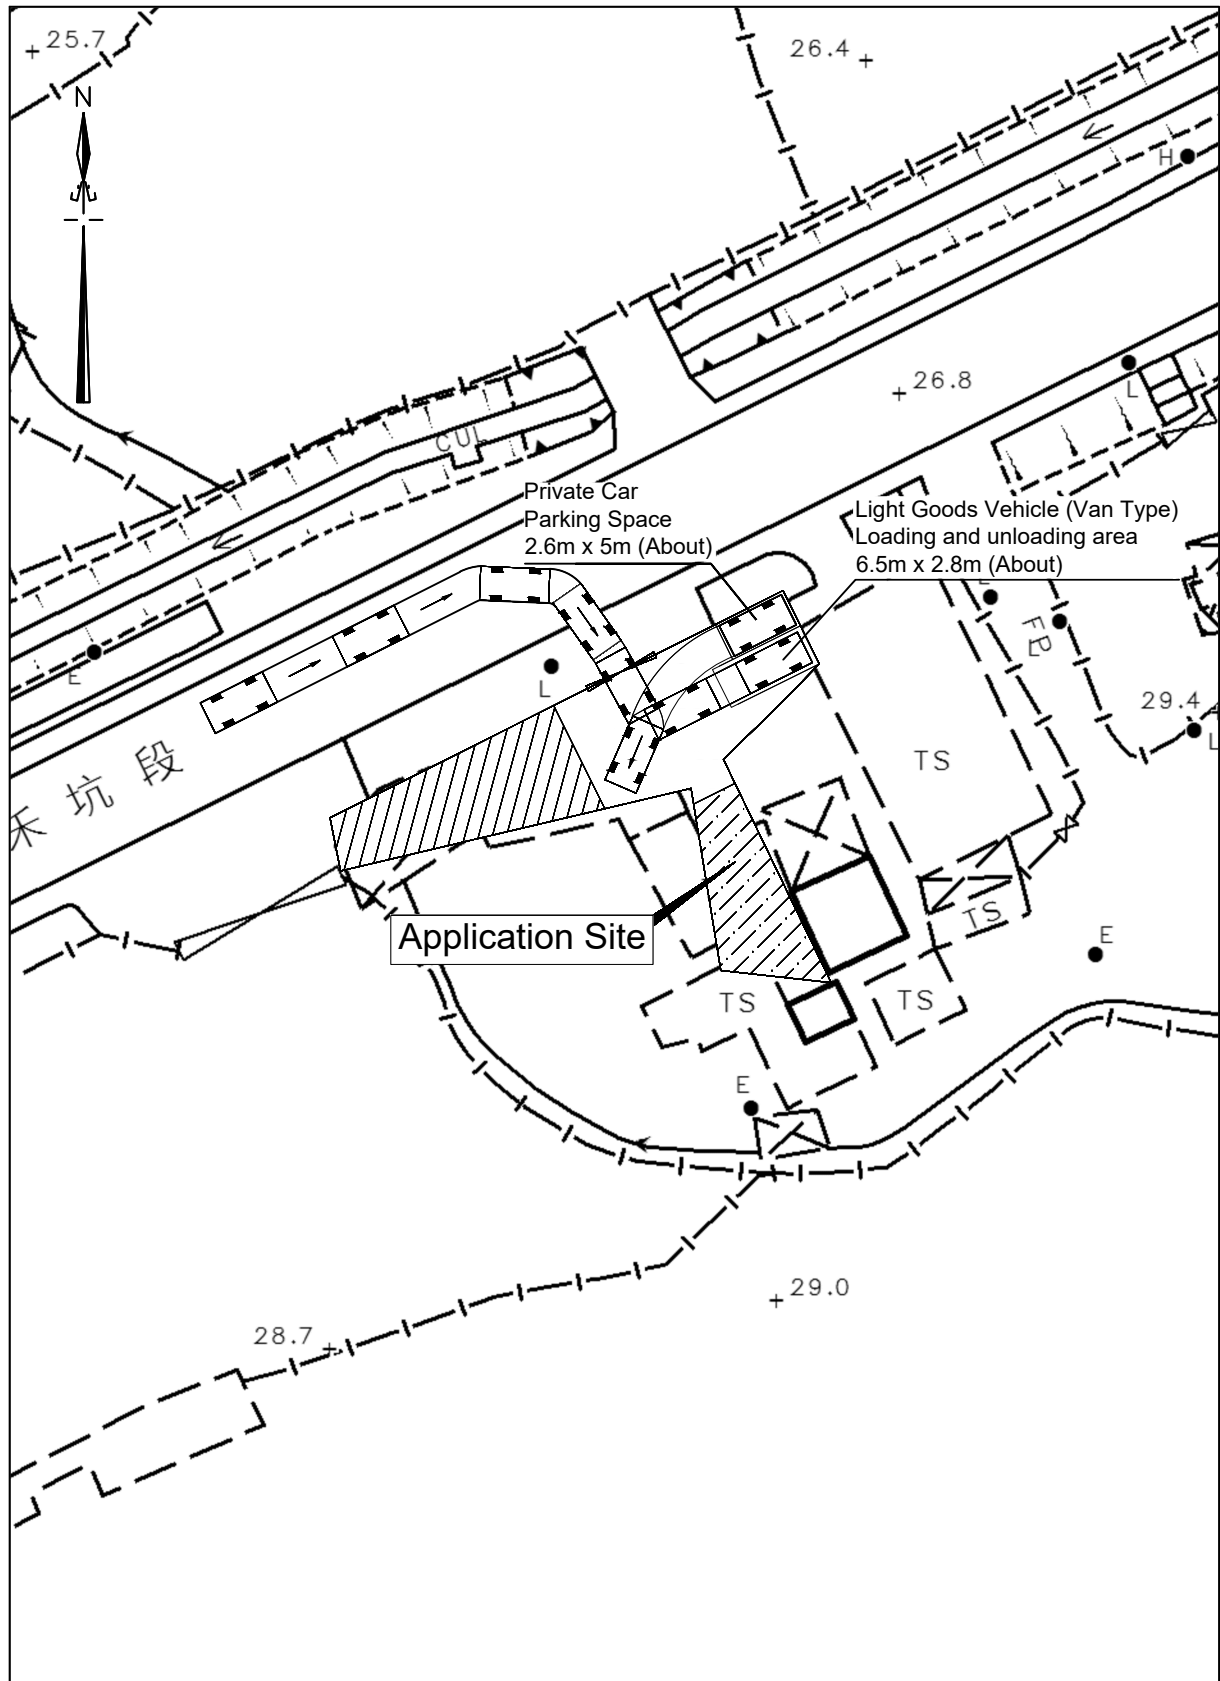 25.7
26.4
N
H
26.8
L
CUL
Private Car
Parking Space
2.6m x 5m (About)
Light Goods Vehicle (Van Type)
Loading and unloading area
6.5m x 2.8m (About)
E
L
FB
29.4
L
TS
禾坑段
Application Site
TS
E
TS
TS
E
29.0
28.7